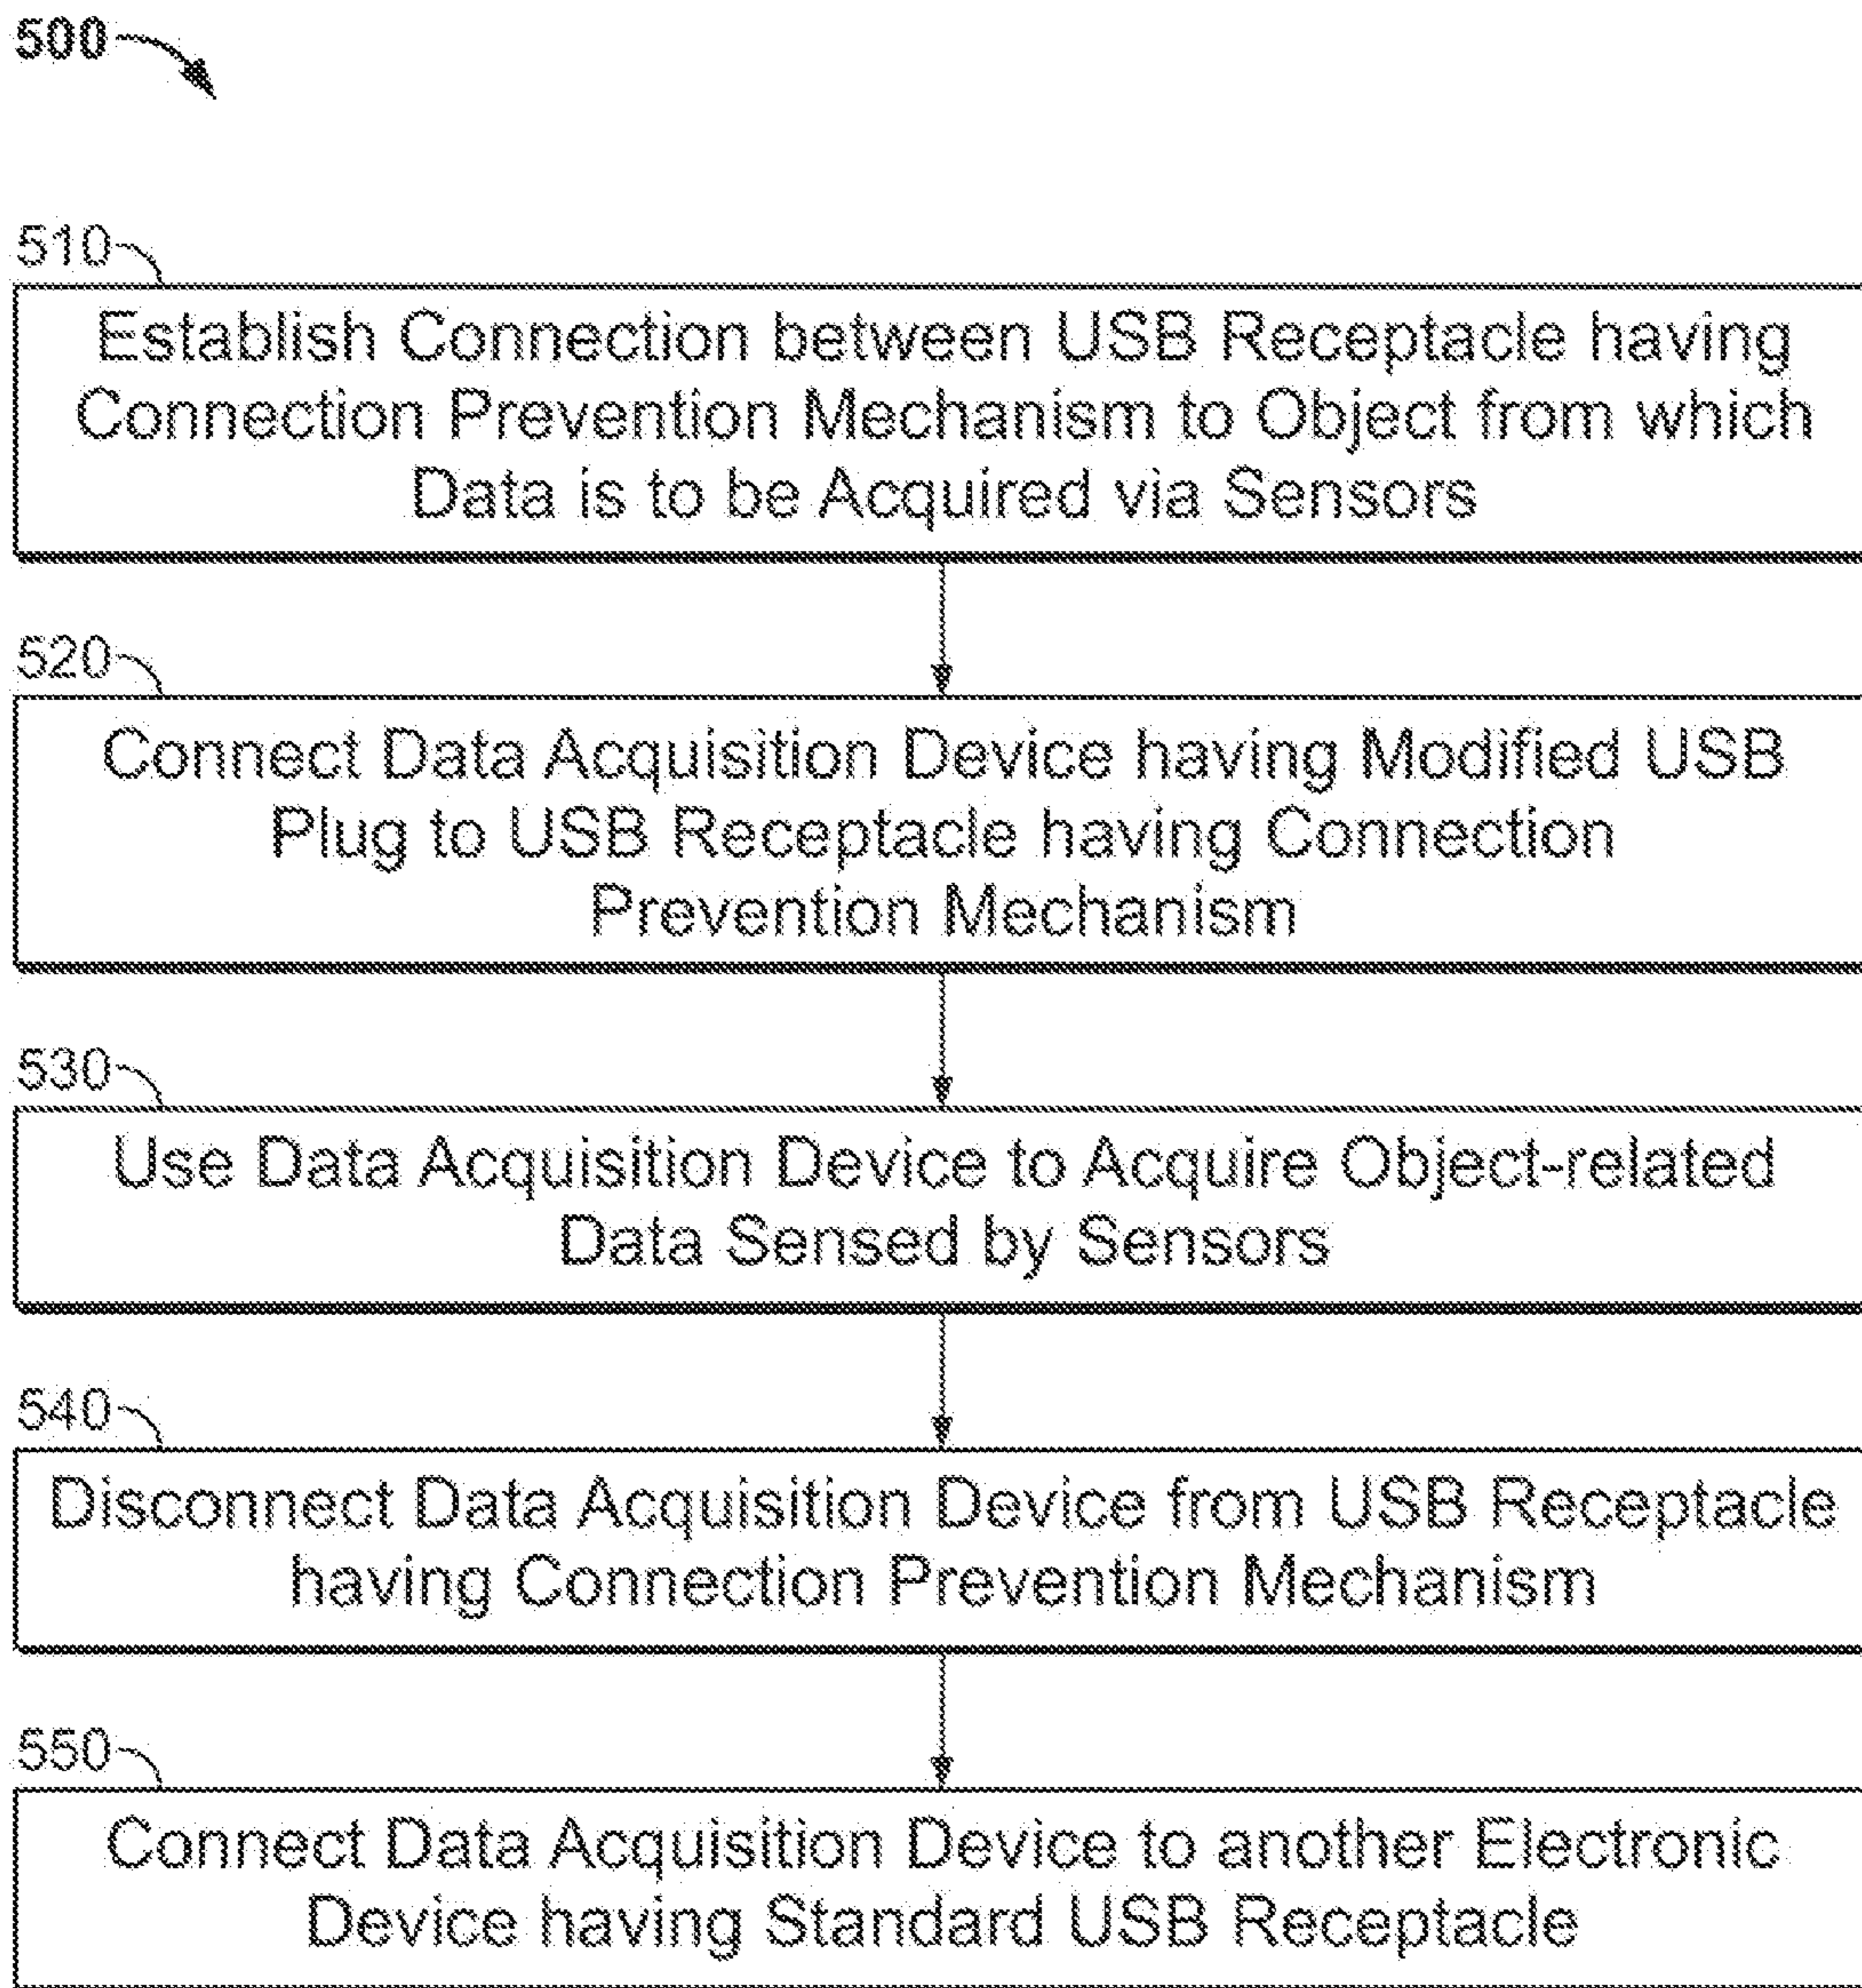 500
510
Establish Connection between USB Receptacle having
Connection Prevention Mechanism to Object from which
Data is to be Acquired via Sensors
520
Connect Data Acquisition Device having Modified USB
Plug to USB Receptacle having Connection
Prevention Mechanism
530
Use Data Acquisition Device to Acquire Object-related
Data Sensed by Sensors
540
Disconnect Data Acquisition Device from USB Receptacle
having Connection Prevention Mechanism
550
Connect Data Acquisition Device to another Electronic
Device having Standard USB Receptacle